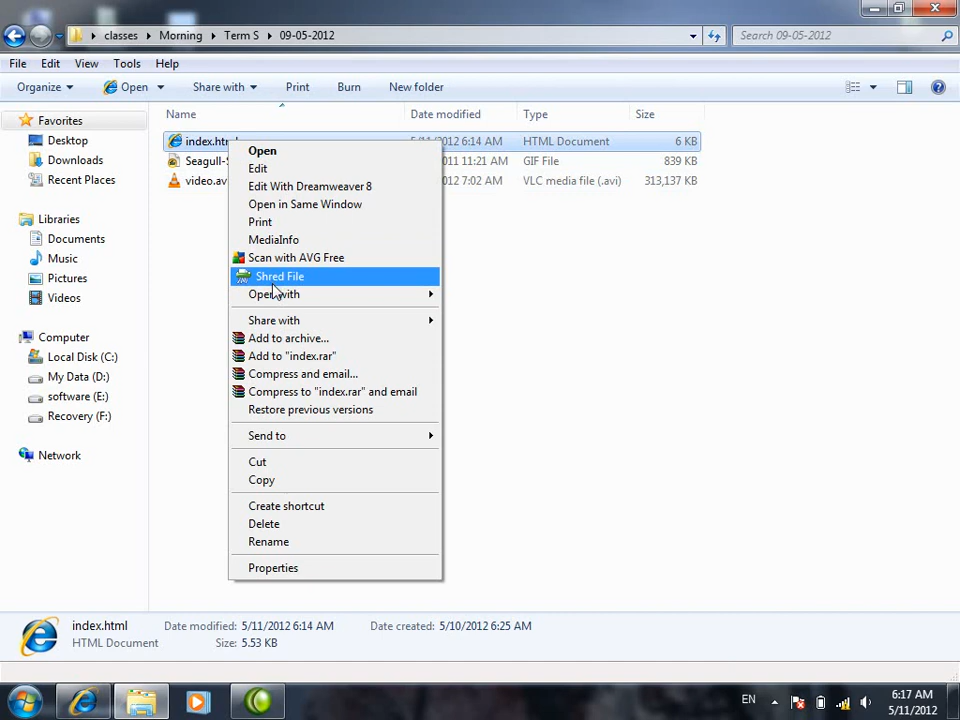 classes Morning Term S 09-05-2012
Search 09-05-2012
File Edit View Tools Help
Organize Open Share with Print Burn New folder
Name Date modified Type Size
Favorites
Desktop
Downloads
Recent Places
Libraries
Documents
Music
Pictures
Videos
Computer
Local Disk (C:)
My Data (D:)
software (E:)
Recovery (F:)
Network
5/11/2012 6:14 AM HTML Document 6 KB
11:21 AM GIF File 839 KB
7:02 AM VLC media file (.avi) 313,137 KB
Open
Edit
Edit With Dreamweaver 8
Open in Same Window
Print
MediaInfo
Scan with AVG Free
Shred File
Open with
Share with
Add to archive...
Add to "index.rar"
Compress and email...
Compress to "index.rar" and email
Restore previous versions
Send to
Cut
Copy
Create shortcut
Delete
Rename
Properties
index.html Date modified: 5/11/2012 6:14 AM Date created: 5/10/2012 6:25 AM
HTML Document Size: 5.53 KB
EN
6:17 AM
5/11/2012